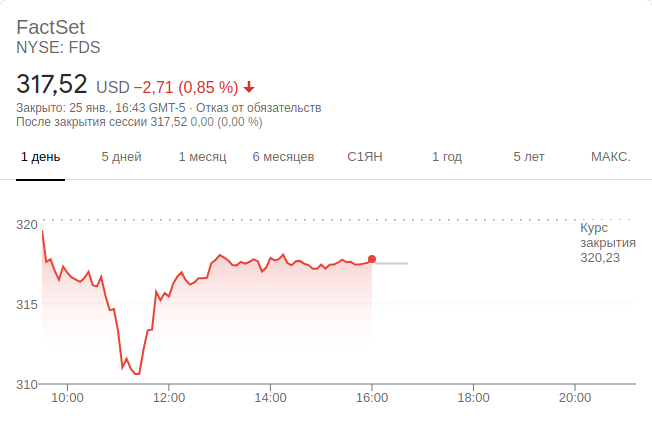 FactSet
NYSE: FDS
317,52 USD −2,71 (0,85 %)
Закрыто: 25 янв., 16:43 GMT-5 · Отказ от обязательств
После закрытия сессии 317,52 0,00 (0,00 %)
1 день 5 дней 1 месяц 6 месяцев С1ЯН 1 год 5 лет МАКС.
320
Курс
закрытия
320,23
315
310
10:00 12:00 14:00 16:00 18:00 20:00